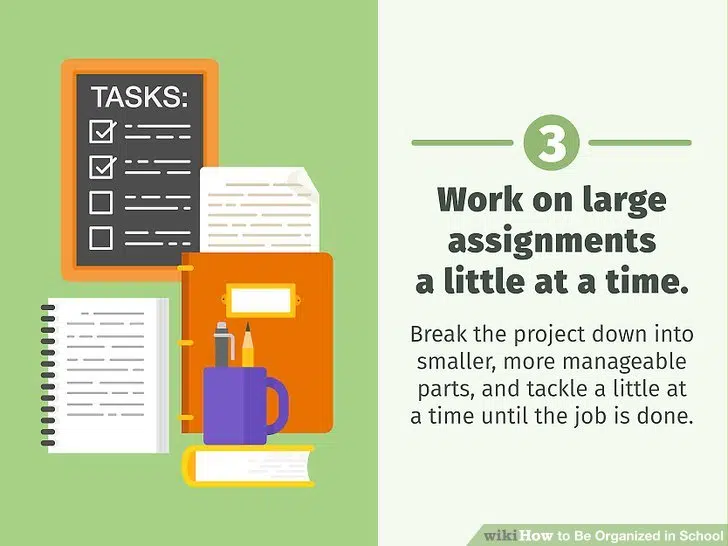 TASKS:
3
Work on large
assignments
a little at a time.
Break the project down into
smaller, more manageable
parts, and tackle a little at
a time until the job is done.
wikiHow to Be Organized in School